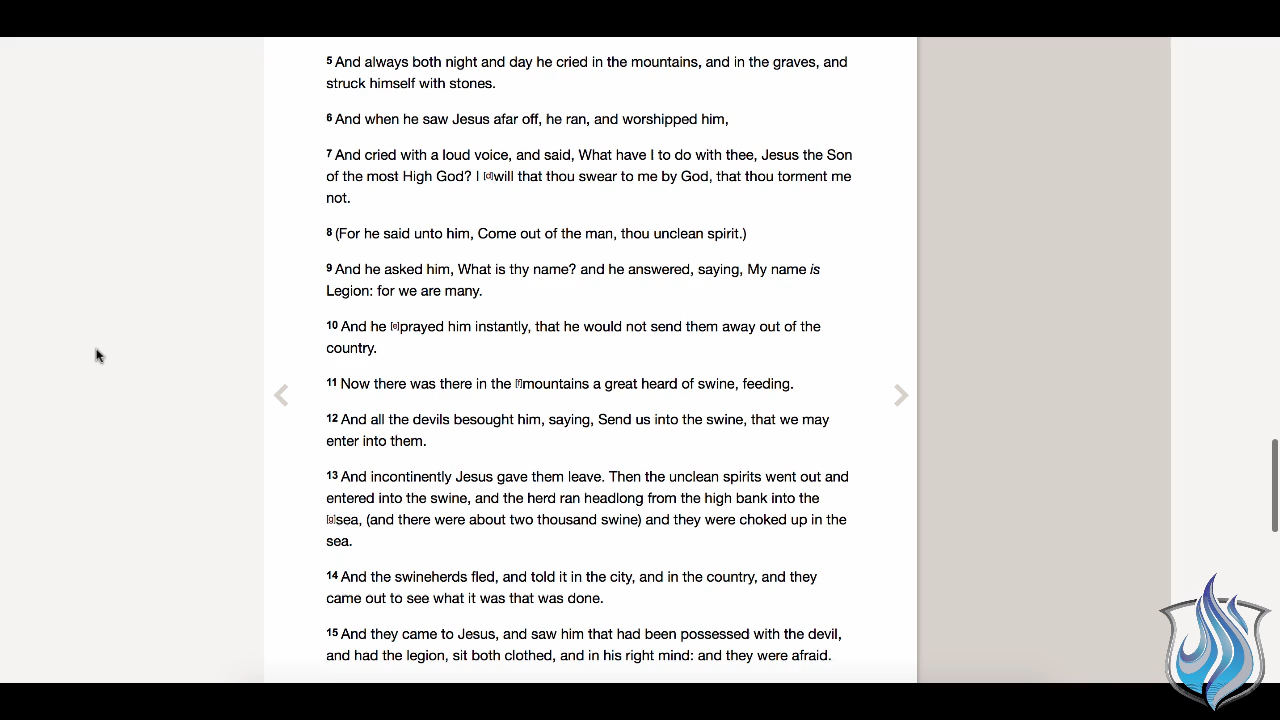 5 And always both night and day he cried in the mountains, and in the graves, and
struck himself with stones.
6 And when he saw Jesus afar off, he ran, and worshipped him,
7 And cried with a loud voice, and said, What have I to do with thee, Jesus the Son
of the most High God? I [d]will that thou swear to me by God, that thou torment me
not.
8 (For he said unto him, Come out of the man, thou unclean spirit.)
9 And he asked him, What is thy name? and he answered, saying, My name is
Legion: for we are many.
10 And he [e]prayed him instantly, that he would not send them away out of the
country.
11 Now there was there in the [f]mountains a great heard of swine, feeding.
12 And all the devils besought him, saying, Send us into the swine, that we may
enter into them.
13 And incontinently Jesus gave them leave. Then the unclean spirits went out and
entered into the swine, and the herd ran headlong from the high bank into the
[g]sea, (and there were about two thousand swine) and they were choked up in the
sea.
14 And the swineherds fled, and told it in the city, and in the country, and they
came out to see what it was that was done.
15 And they came to Jesus, and saw him that had been possessed with the devil,
and had the legion, sit both clothed, and in his right mind: and they were afraid.